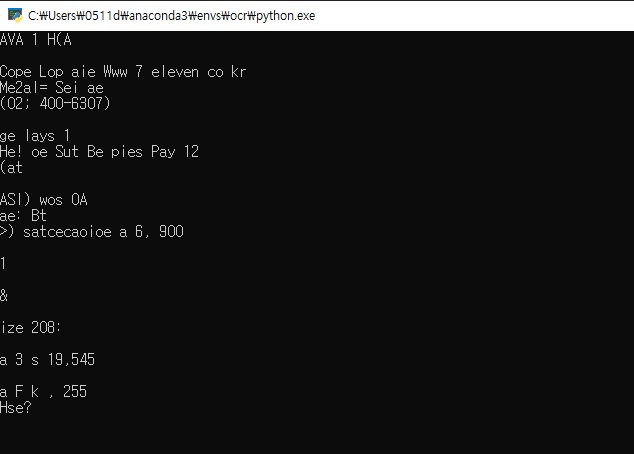 C:₩Users₩0511d₩anaconda3₩envs₩ocr₩python.exe
AVA 1 H(A
Cope Lop aie Www 7 eleven co kr
Me2al= Sei ae
(02; 400-6307)
ge lays 1
He! oe Sut Be pies Pay 12
(at
ASI) wos OA
ae: Bt
>) satcecaoioe a 6, 900
1
&
ize 208:
a 3 s 19,545
a F k , 255
Hse?